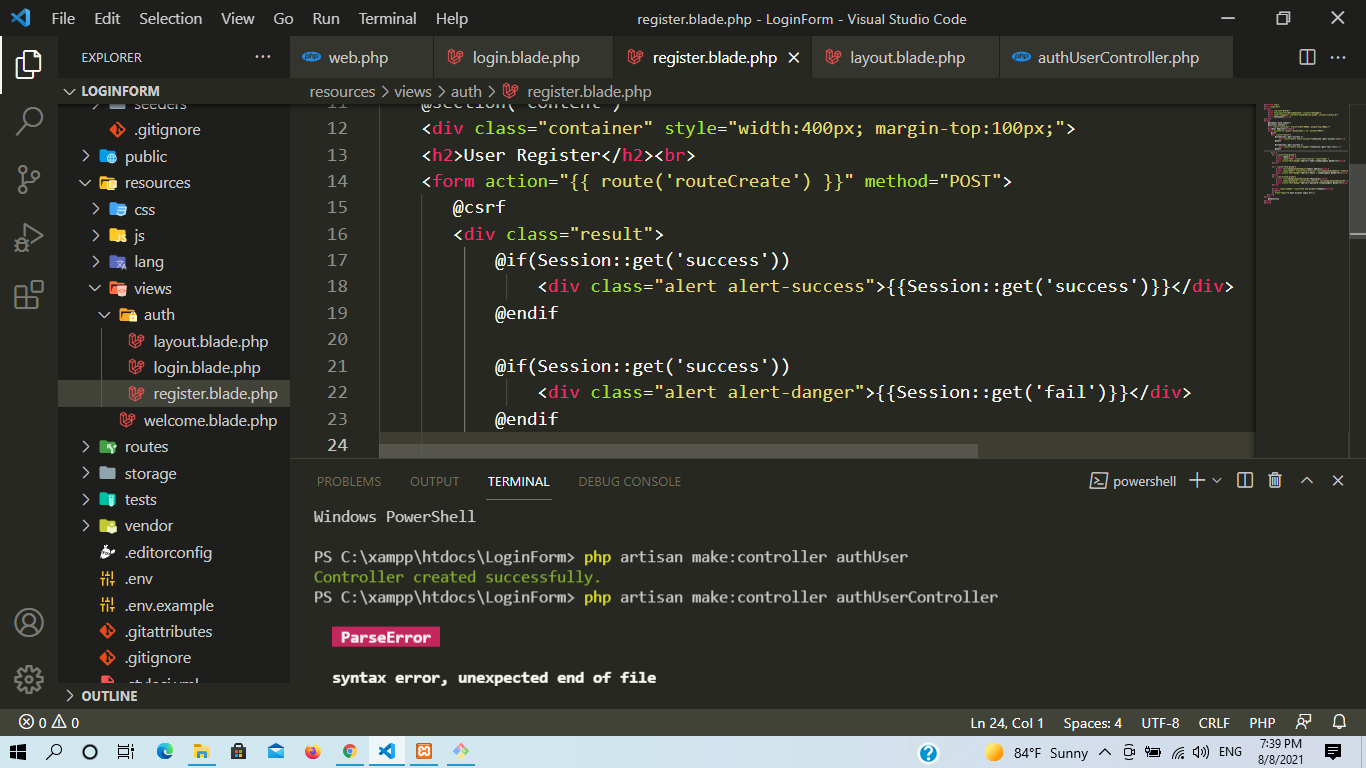 File Edit Selection View Go Run Terminal Help register.blade.php - LoginForm - Visual Studio Code
EXPLORER
web.php login.blade.php register.blade.php layout.blade.php authUserController.php
LOGINFORM
resources > views > auth > register.blade.php
seeders
.gitignore
public
resources
css
js
lang
views
auth
layout.blade.php
login.blade.php
register.blade.php
welcome.blade.php
routes
storage
tests
vendor
.editorconfig
.env
.env.example
.gitattributes
.gitignore
.styleci.yml
OUTLINE
11 @section('content')
12 <div class="container" style="width:400px; margin-top:100px;">
13 <h2>User Register</h2><br>
14 <form action="{{ route('routeCreate') }}" method="POST">
15 @csrf
16 <div class="result">
17 @if(Session::get('success'))
18 <div class="alert alert-success">{{Session::get('success')}}</div>
19 @endif
20
21 @if(Session::get('success'))
22 <div class="alert alert-danger">{{Session::get('fail')}}</div>
23 @endif
24
PROBLEMS OUTPUT TERMINAL DEBUG CONSOLE powershell
Windows PowerShell
PS C:\xampp\htdocs\LoginForm> php artisan make:controller authUser
Controller created successfully.
PS C:\xampp\htdocs\LoginForm> php artisan make:controller authUserController
ParseError
syntax error, unexpected end of file
0 0 Ln 24, Col 1 Spaces: 4 UTF-8 CRLF PHP
84°F Sunny ENG 7:39 PM
8/8/2021